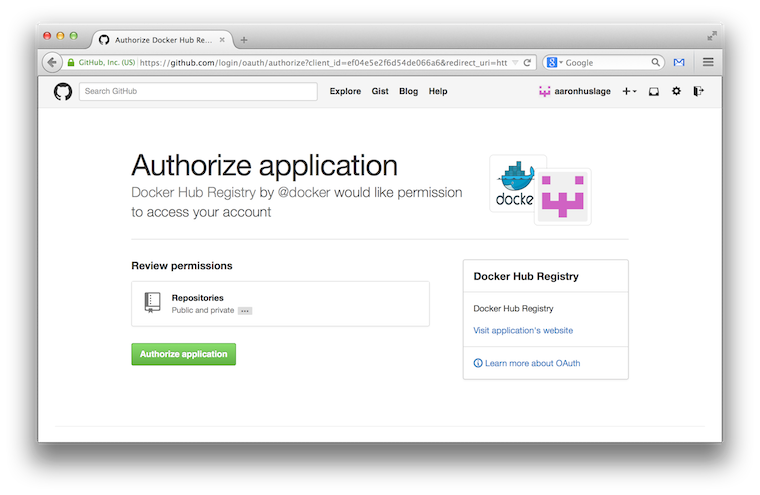 Authorize Docker Hub Re...
GitHub, Inc. (US)
https://github.com/login/oauth/authorize?client_id=ef04e5e2f6d54de066a6&redirect_uri=htt
Google
Search GitHub
Explore Gist Blog Help
aaronhuslage
Authorize application
Docker Hub Registry by @docker would like permission
to access your account
docke
Review permissions
Repositories
Public and private ...
Authorize application
Docker Hub Registry
Docker Hub Registry
Visit application's website
Learn more about OAuth